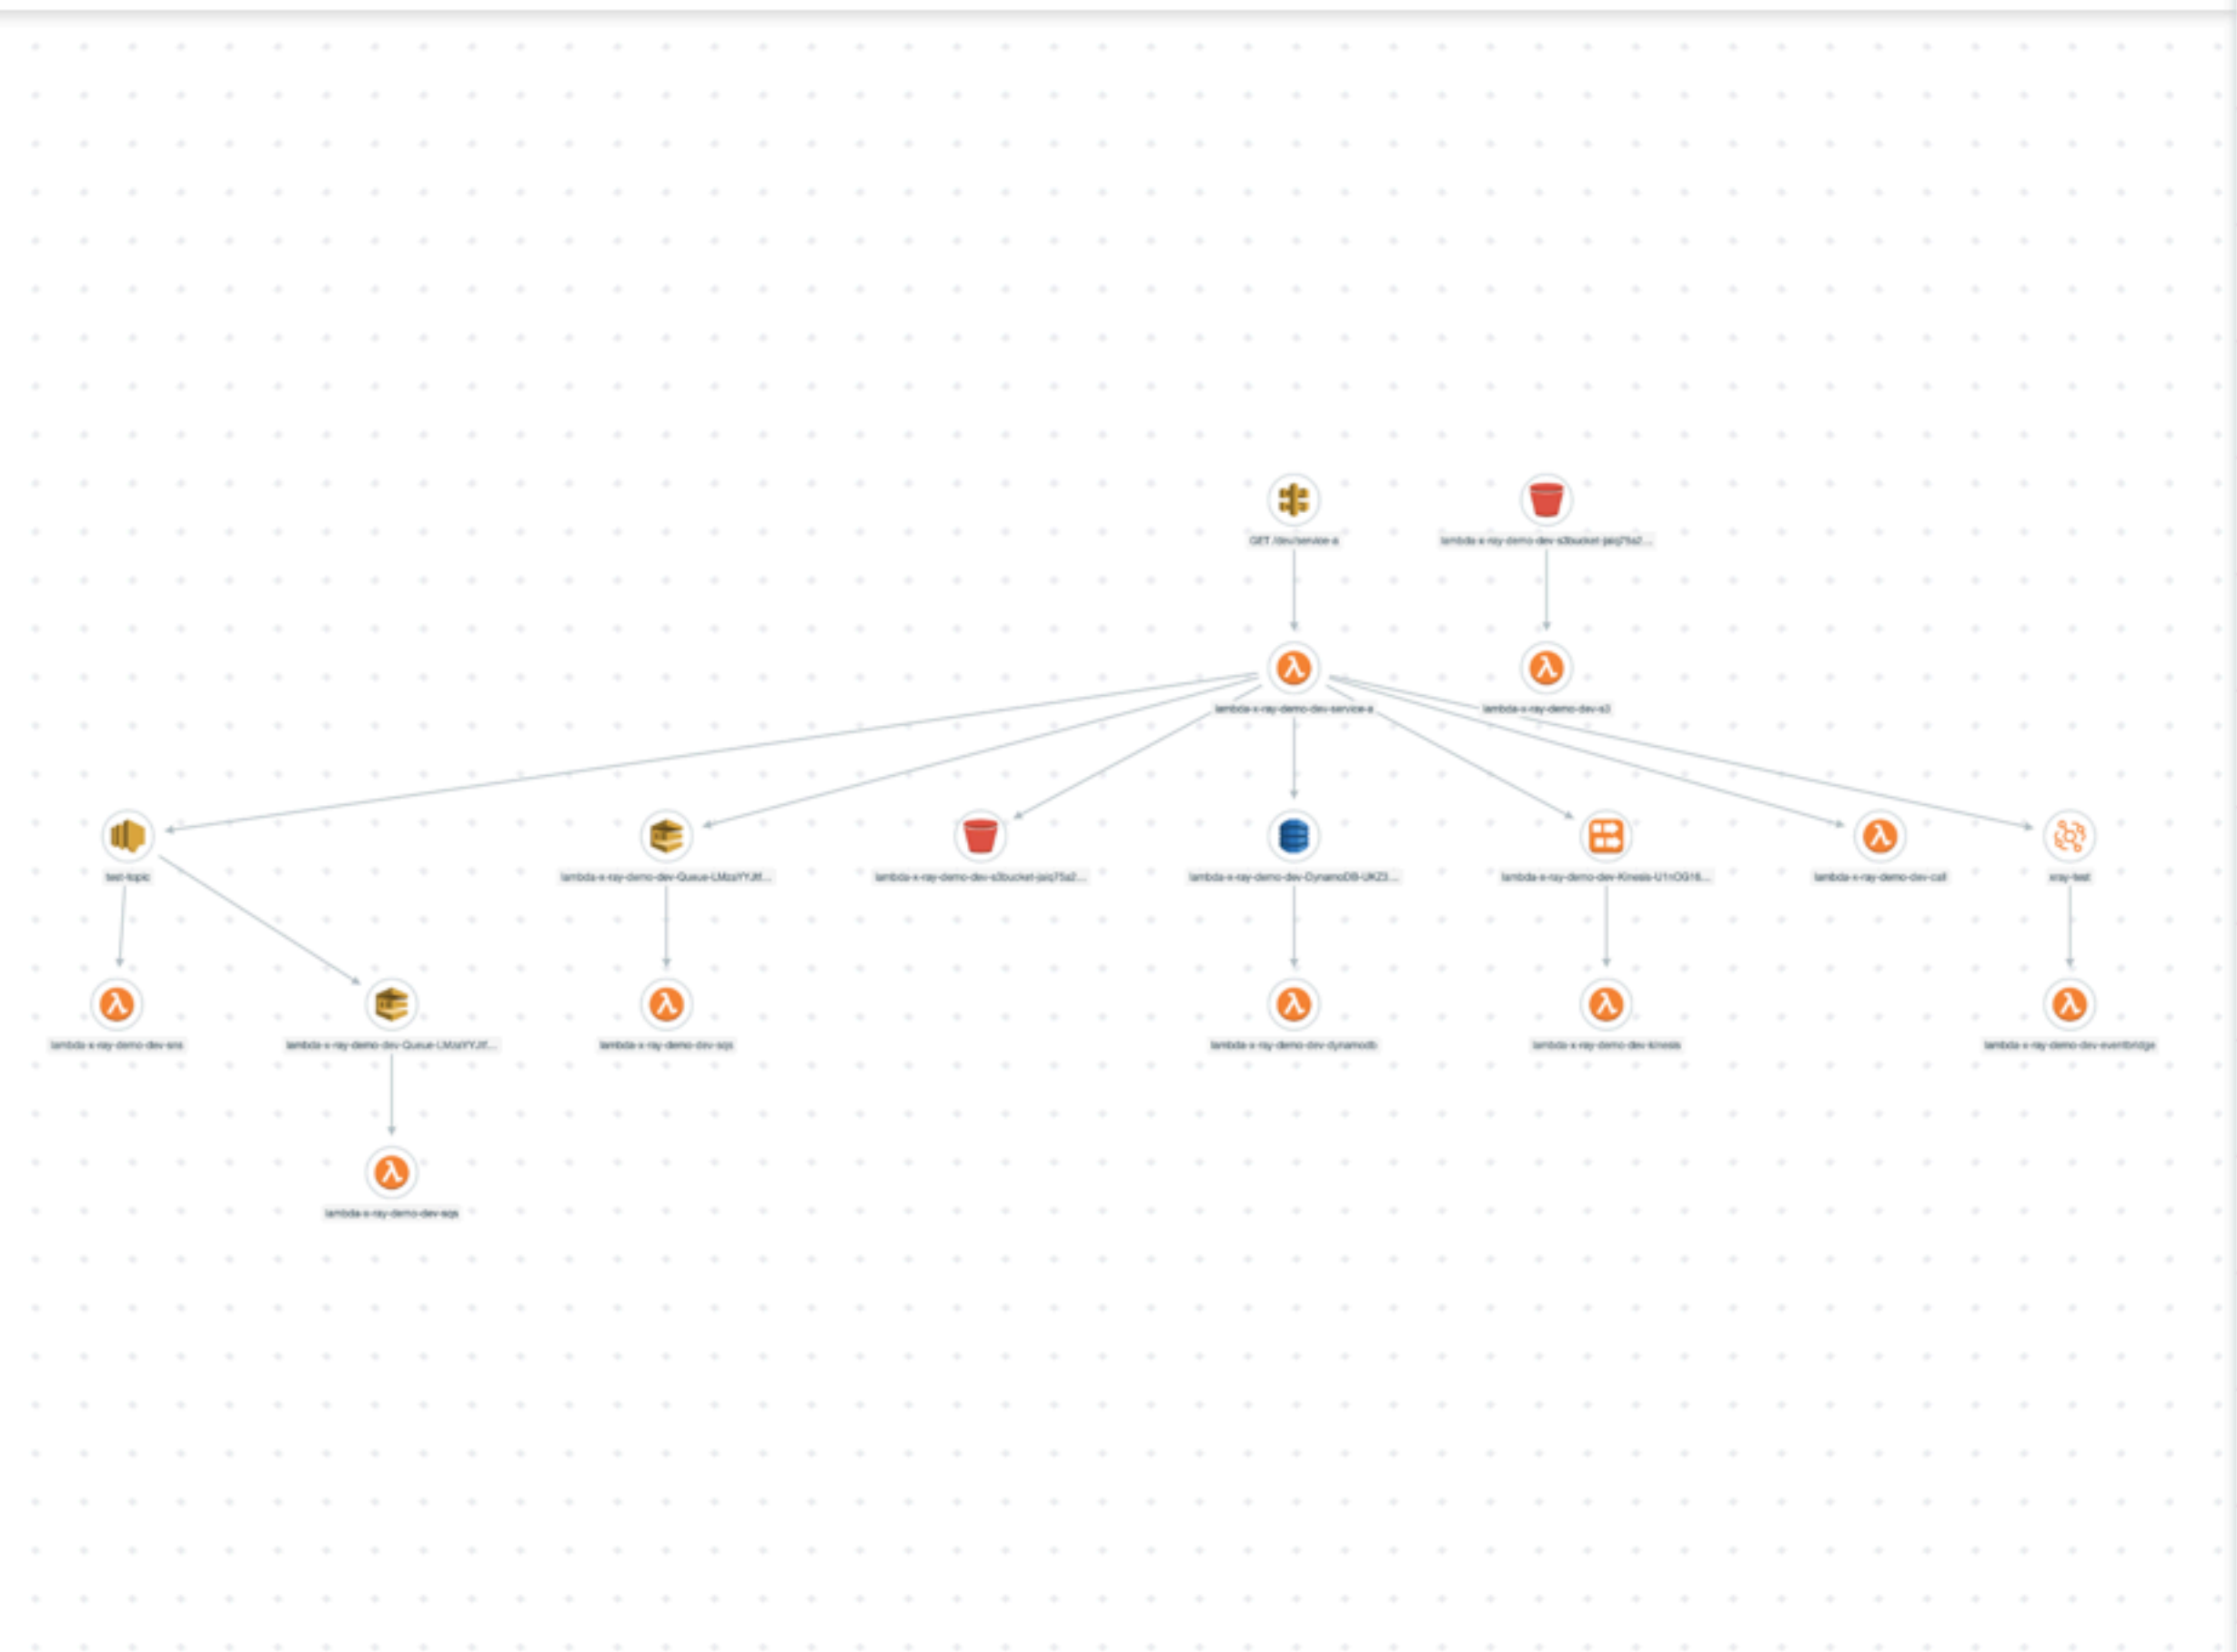 GET /dev/service-a
lambda-x-ray-demo-dev-s3bucket-jaiq75a2...
lambda-x-ray-demo-dev-service-a
lambda-x-ray-demo-dev-s3
test-topic
lambda-x-ray-demo-dev-s3bucket-jaiq75a2...
lambda-x-ray-demo-dev-call
xray-test
lambda-x-ray-demo-dev-sns
lambda-x-ray-demo-dev-sqs
lambda-x-ray-demo-dev-dynamodb
lambda-x-ray-demo-dev-kinesis
lambda-x-ray-demo-dev-eventbridge
lambda-x-ray-demo-dev-sqs